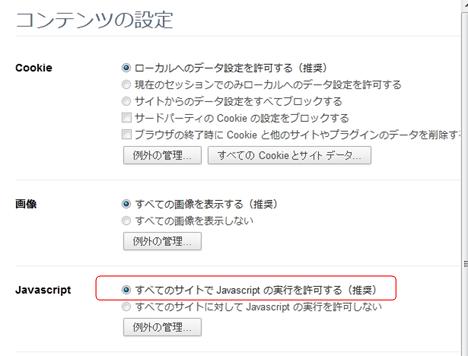 コンテンツの設定
Cookie
ローカルへのデータ設定を許可する（推奨）
現在のセッションでのみローカルへのデータ設定を許可する
サイトからのデータ設定をすべてブロックする
サードパーティの Cookie の設定をブロックする
ブラウザの終了時に Cookie と他のサイトやプラグインのデータを削除す
例外の管理...
すべての Cookie とサイト データ...
画像
すべての画像を表示する（推奨）
すべての画像を表示しない
例外の管理...
Javascript
すべてのサイトで Javascript の実行を許可する（推奨）
すべてのサイトに対して Javascript の実行を許可しない
例外の管理...